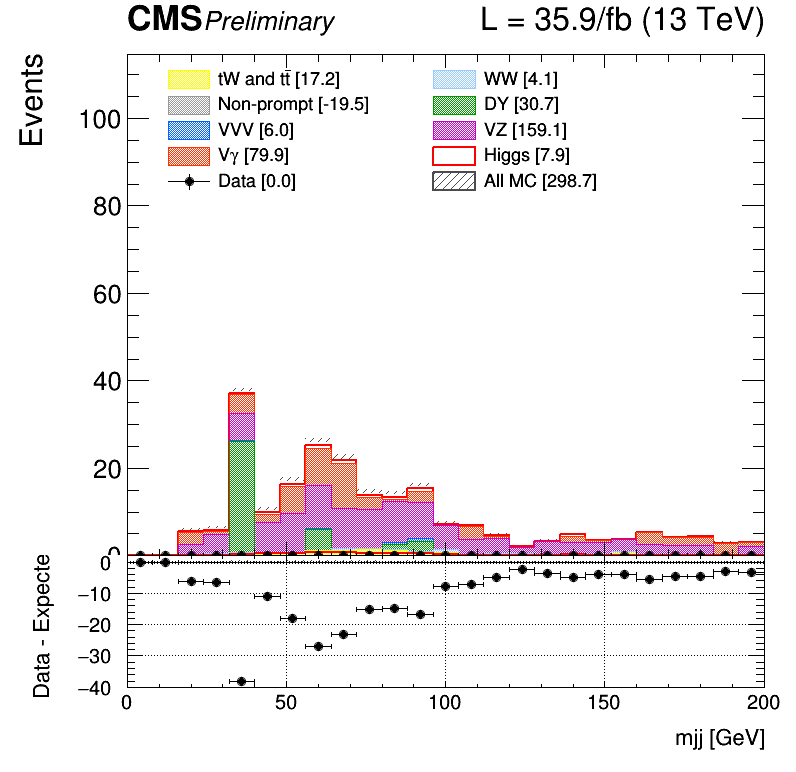 CMS Preliminary L = 35.9/fb (13 TeV)
Events
tW and tt̄ [17.2] WW [4.1]
Non-prompt [-19.5] DY [30.7]
VVV [6.0] VZ [159.1]
Vγ [79.9] Higgs [7.9]
Data [0.0] All MC [298.7]
100
80
60
40
20
0
Data - Expecte
0
−10
−20
−30
−40
0 50 100 150 200
mjj [GeV]